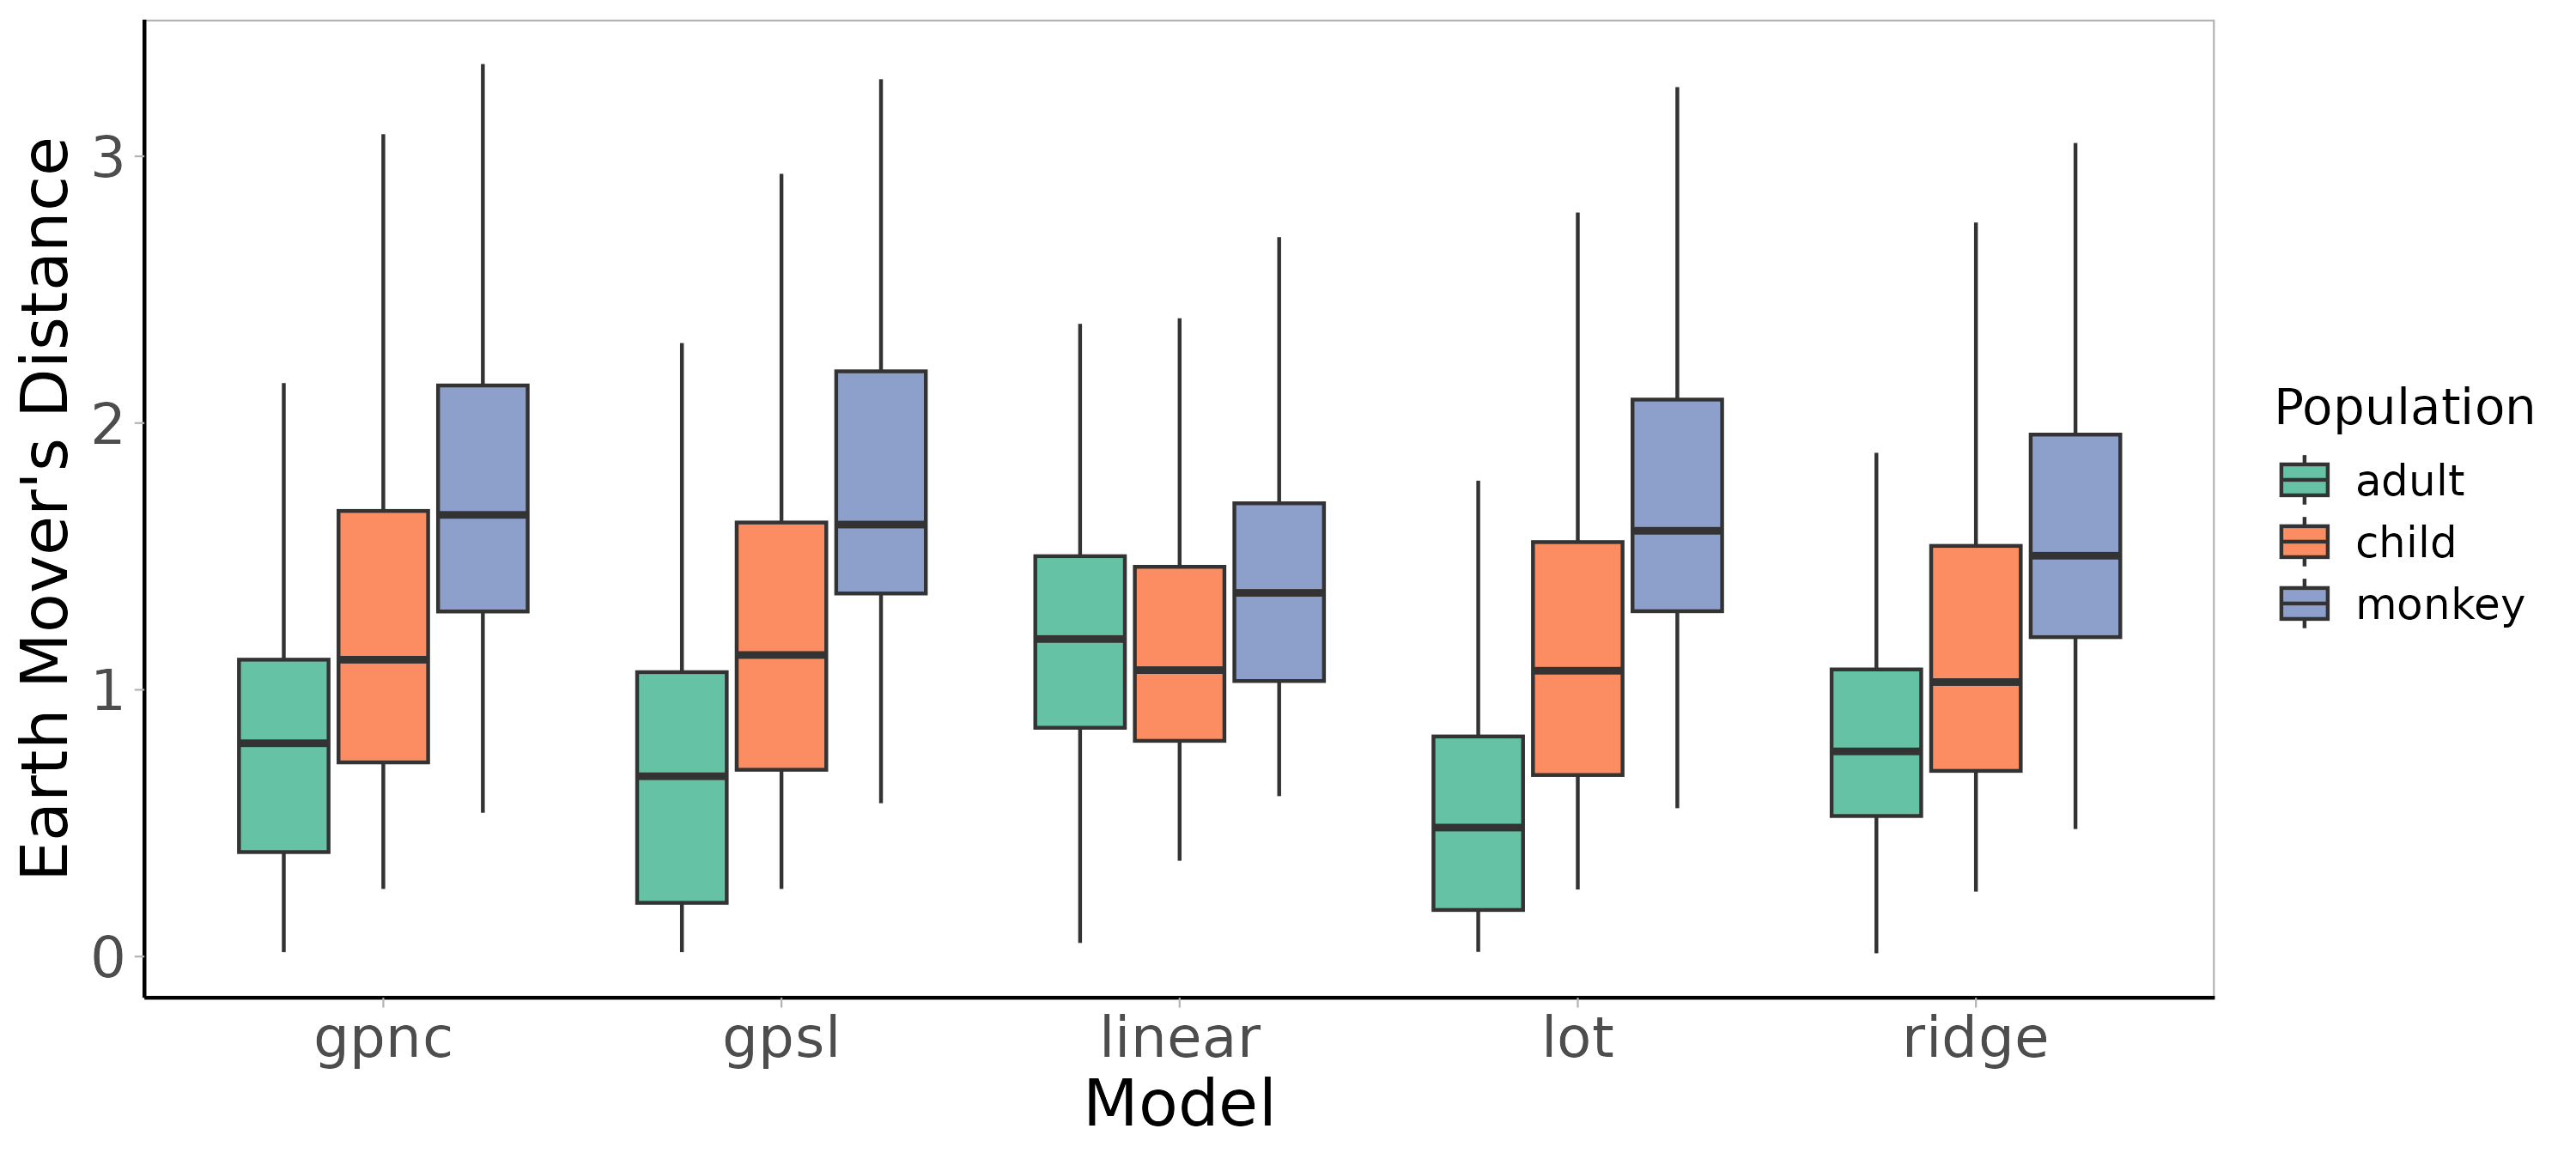 Earth Mover's Distance
3
2
1
0
gpnc gpsl linear lot ridge
Model
Population
adult
child
monkey